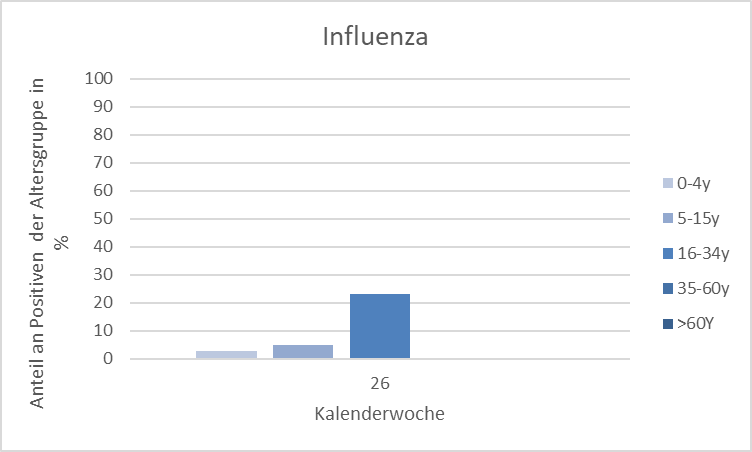 Influenza
Anteil an Positiven der Altersgruppe in
%
100
90
80
70
60
50
40
30
20
10
0
26
Kalenderwoche
0-4y
5-15y
16-34y
35-60y
>60Y